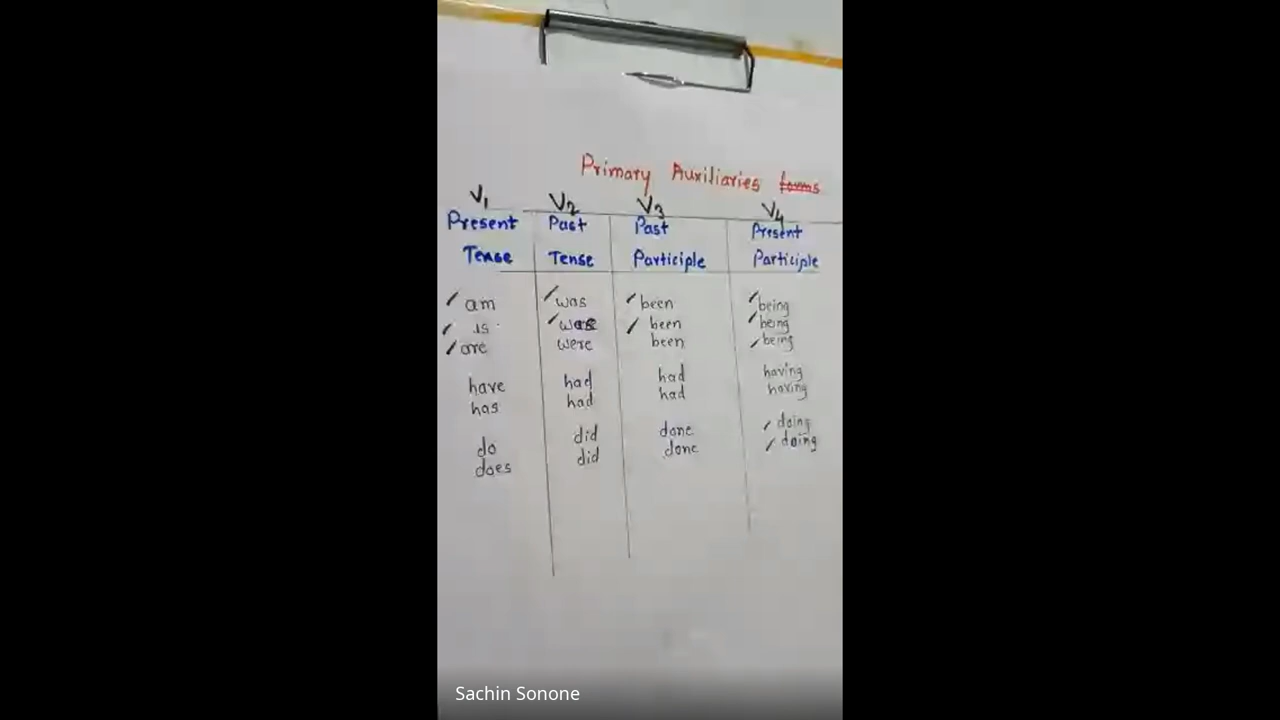 Primary Auxiliaries forms
V1 V2 V3 V4
Present Past Past Present
Tense Tense Participle Participle
am was been being
is was been being
are were been being
have had had having
has had had having
do did done doing
does did done doing
Sachin Sonone